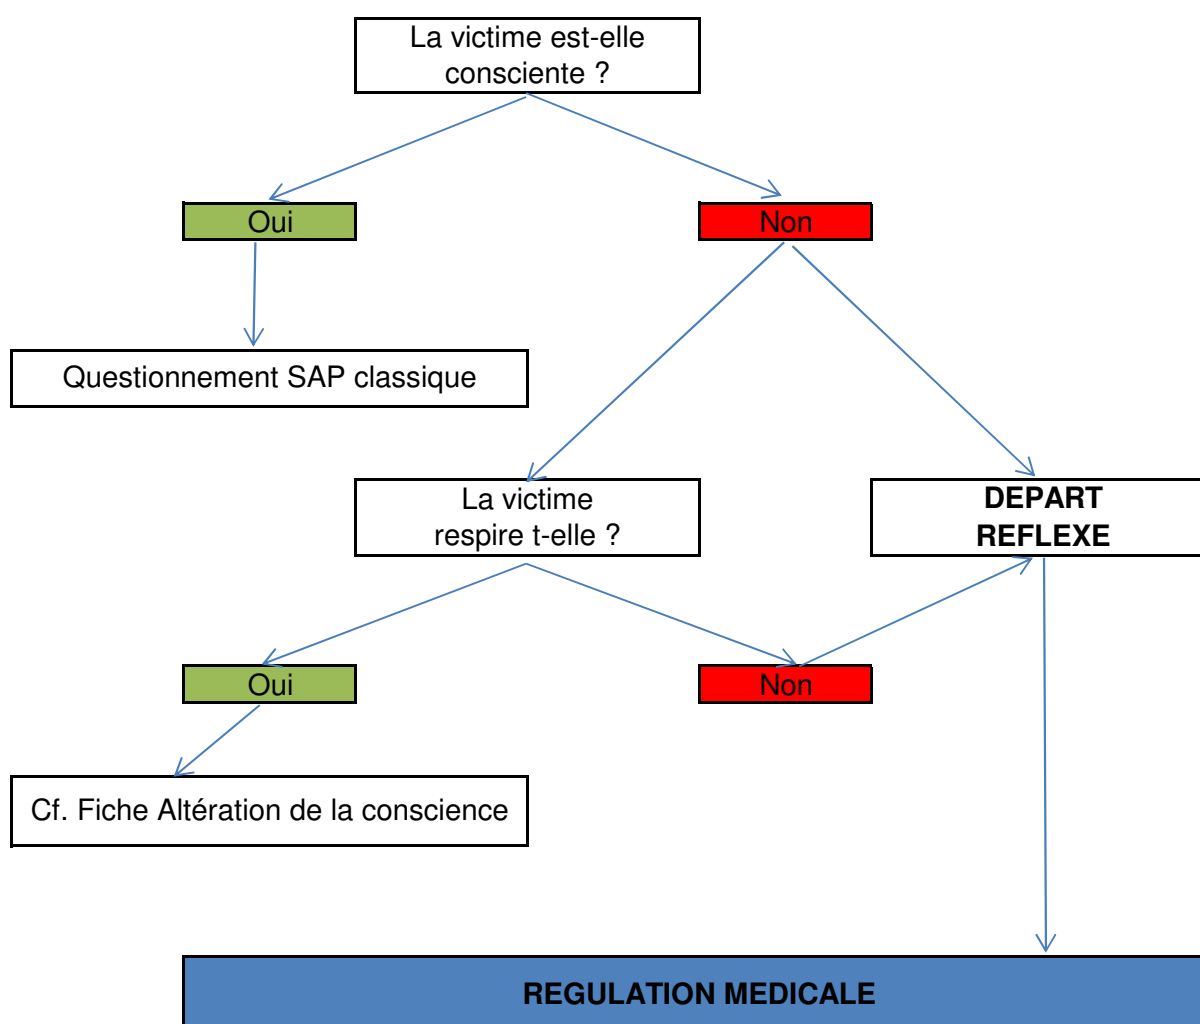 La victime est-elle
consciente ?
Oui
Non
Questionnement SAP classique
La victime
respire t-elle ?
DEPART
REFLEXE
Oui
Non
Cf. Fiche Altération de la conscience
REGULATION MEDICALE